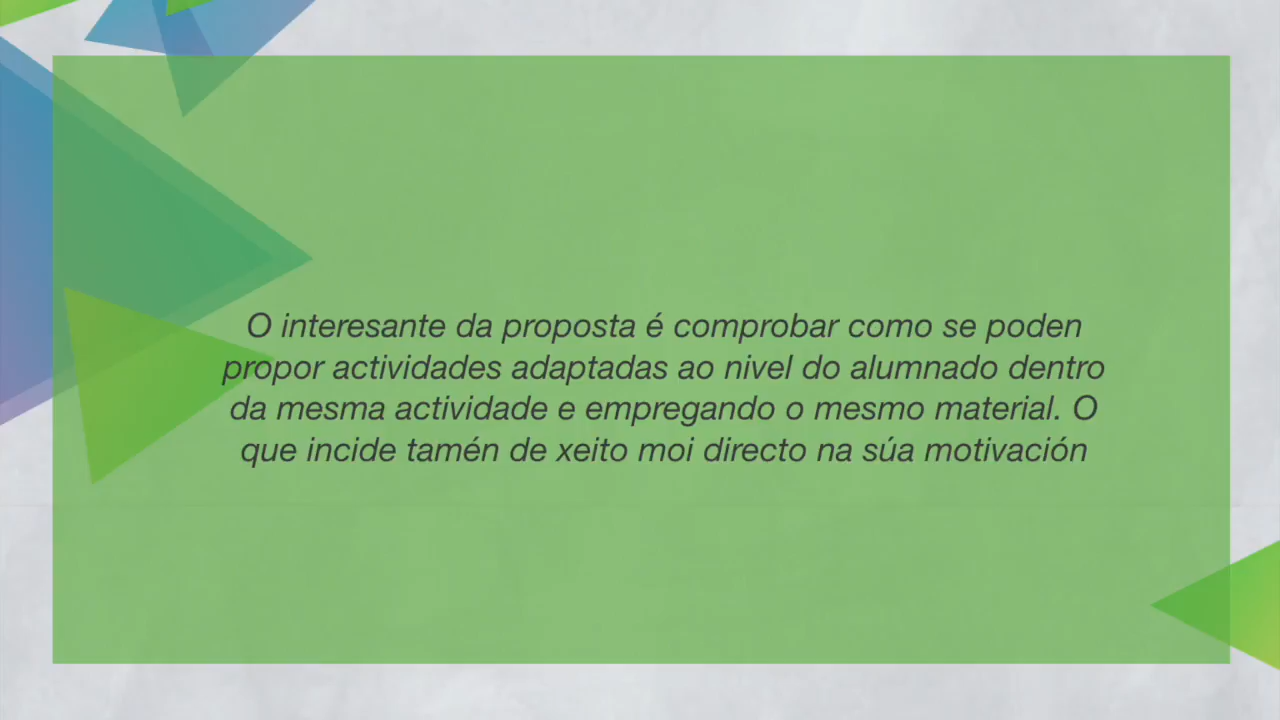 O interesante da proposta é comprobar como se poden
propor actividades adaptadas ao nivel do alumnado dentro
da mesma actividade e empregando o mesmo material. O
que incide tamén de xeito moi directo na súa motivación